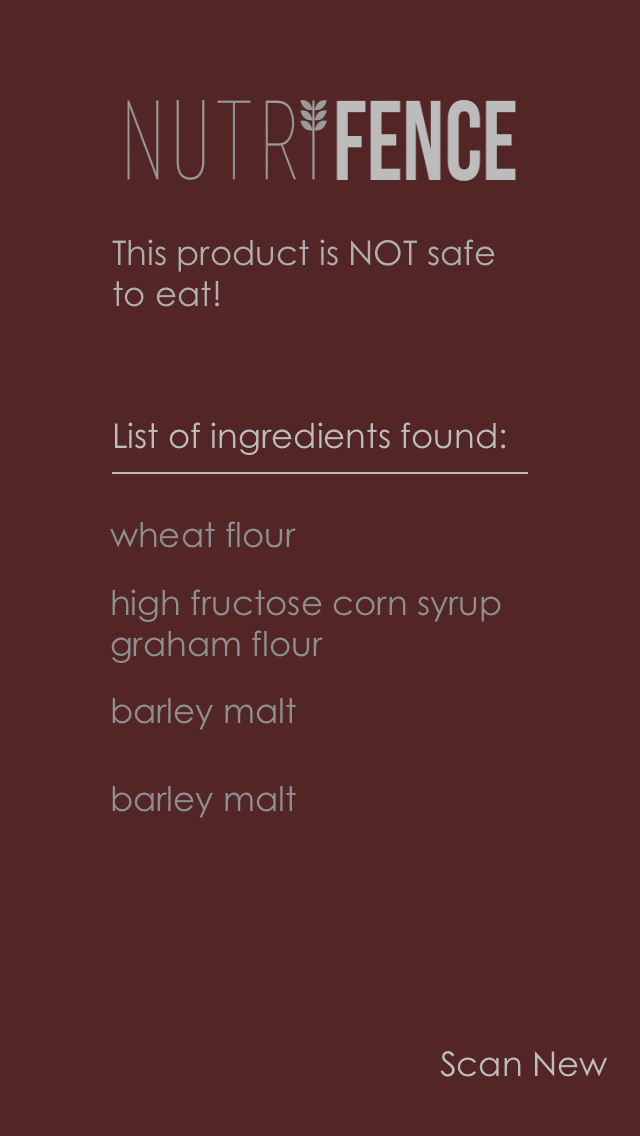 NUTRIFENCE
This product is NOT safe
to eat!
List of ingredients found:
wheat flour
high fructose corn syrup
graham flour
barley malt
barley malt
Scan New